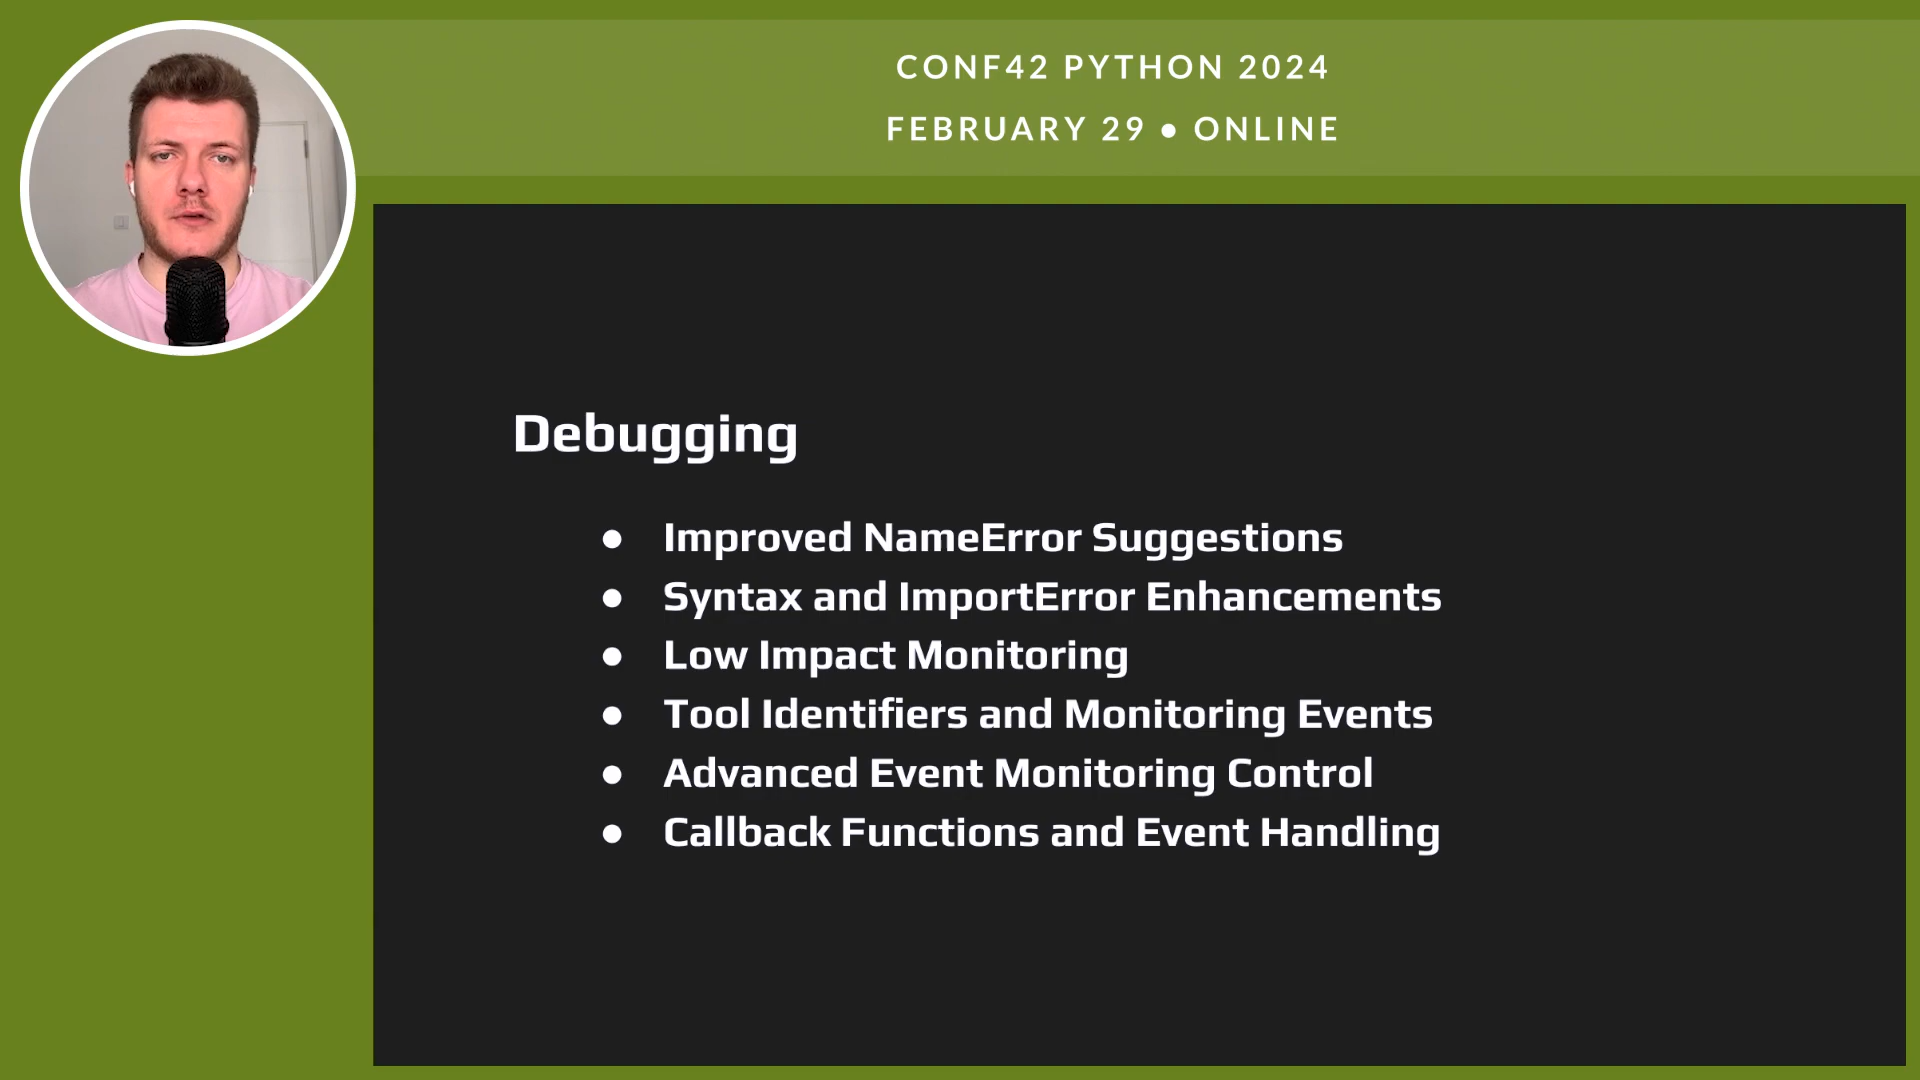 CONF42 PYTHON 2024
FEBRUARY 29 • ONLINE
Debugging
● Improved NameError Suggestions
● Syntax and ImportError Enhancements
● Low Impact Monitoring
● Tool Identifiers and Monitoring Events
● Advanced Event Monitoring Control
● Callback Functions and Event Handling